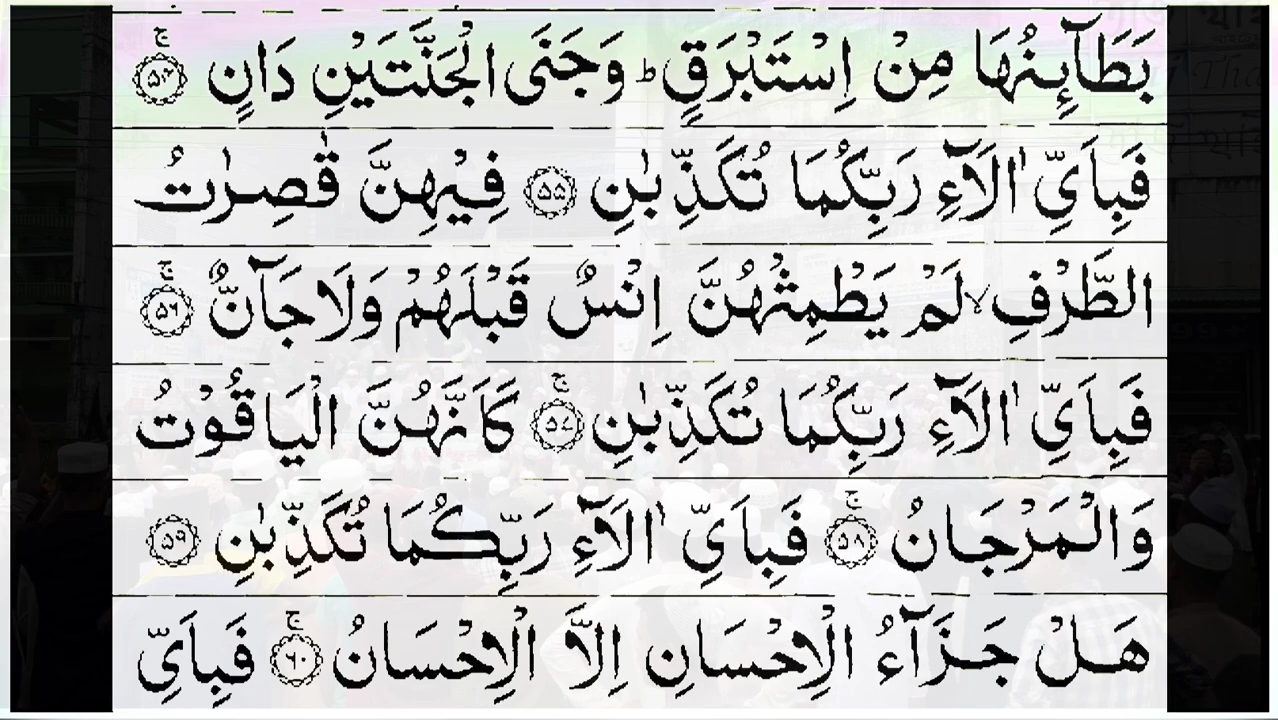 بَطَآئِنُهَا مِنْ اِسْتَبْرَقٍ ؕ وَجَنَى الْجَنَّتَيْنِ دَانٍ ۚ ﴿۵۴﴾
فَبِاَيِّ اٰلَآءِ رَبِّكُمَا تُكَذِّبٰنِ ﴿۵۵﴾ فِيْهِنَّ قٰصِرٰتُ
الطَّرْفِ ۙ لَمْ يَطْمِثْهُنَّ اِنْسٌ قَبْلَهُمْ وَلَا جَآنٌّ ۚ ﴿۵۶﴾
فَبِاَيِّ اٰلَآءِ رَبِّكُمَا تُكَذِّبٰنِ ۚ ﴿۵۷﴾ كَاَنَّهُنَّ الْيَاقُوْتُ
وَالْمَرْجَانُ ۚ ﴿۵۸﴾ فَبِاَيِّ اٰلَآءِ رَبِّكُمَا تُكَذِّبٰنِ ﴿۵۹﴾
هَلْ جَزَآءُ الْاِحْسَانِ اِلَّا الْاِحْسَانُ ۚ ﴿۶۰﴾ فَبِاَيِّ